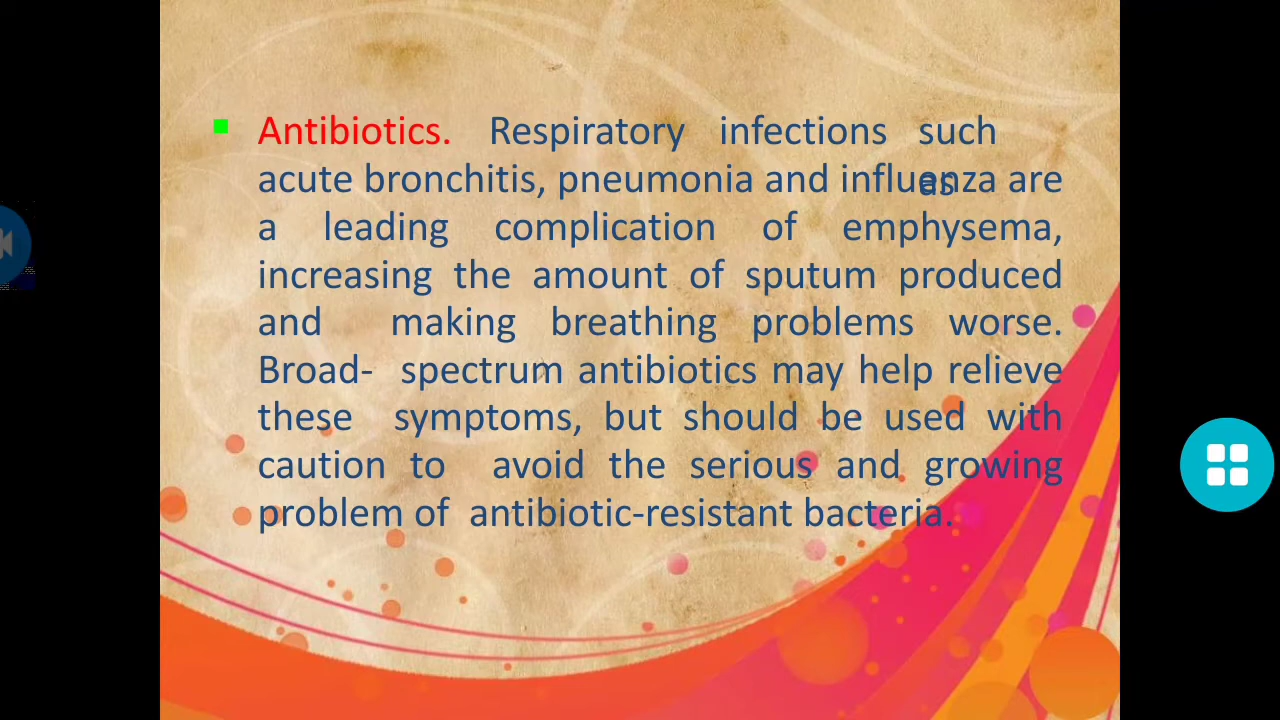 Antibiotics. Respiratory infections such as
acute bronchitis, pneumonia and influenza are
a leading complication of emphysema,
increasing the amount of sputum produced
and making breathing problems worse.
Broad- spectrum antibiotics may help relieve
these symptoms, but should be used with
caution to avoid the serious and growing
problem of antibiotic-resistant bacteria.